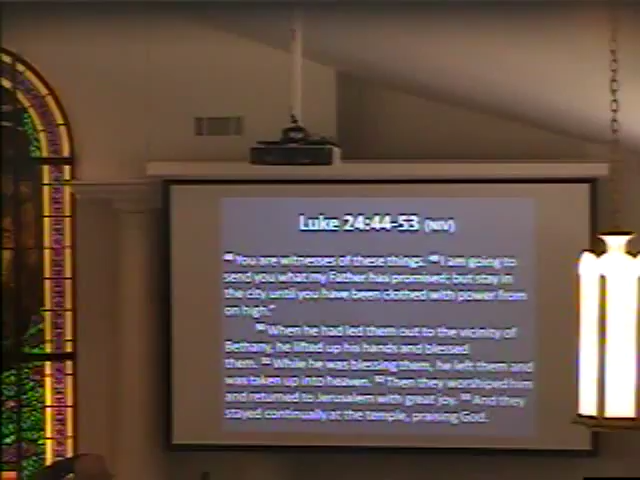 Luke 24:44-53 (NIV)
48 You are witnesses of these things. 49 I am going to
send you what my Father has promised; but stay in
the city until you have been clothed with power from
on high."
50 When he had led them out to the vicinity of
Bethany, he lifted up his hands and blessed
them. 51 While he was blessing them, he left them and
was taken up into heaven. 52 Then they worshiped him
and returned to Jerusalem with great joy. 53 And they
stayed continually at the temple, praising God.